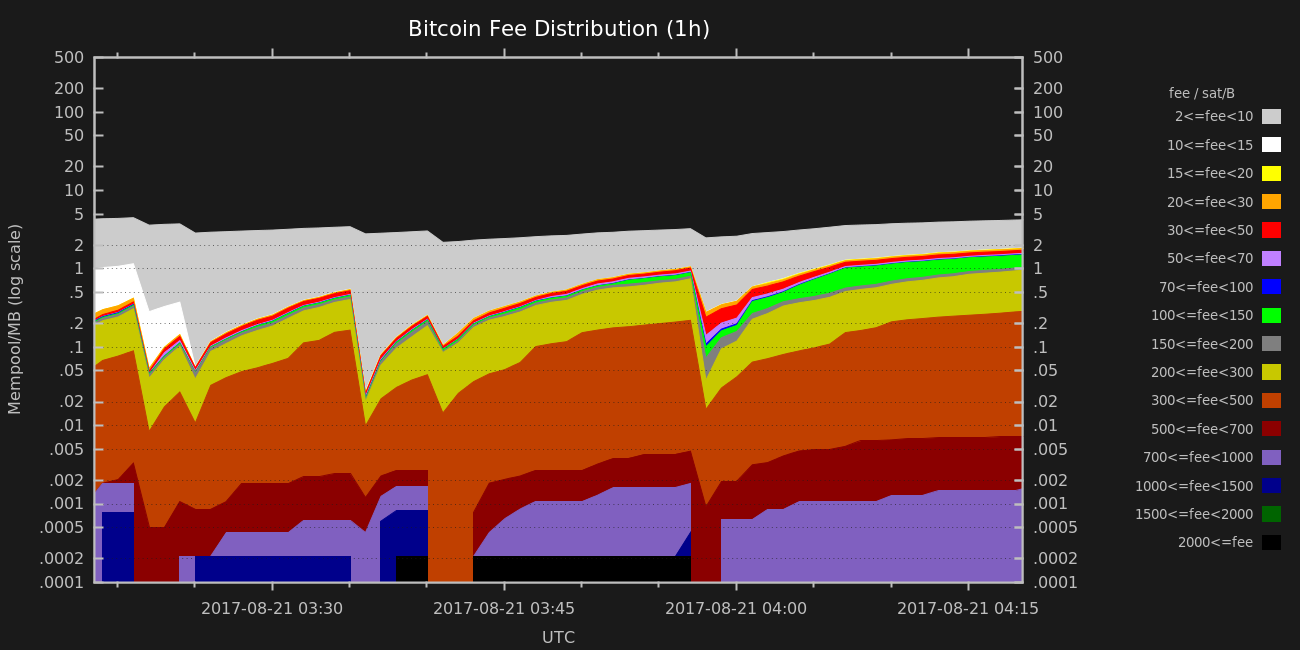 Bitcoin Fee Distribution (1h)
Mempool/MB (log scale)
500
200
100
50
20
10
5
2
1
.5
.2
.1
.05
.02
.01
.005
.002
.001
.0005
.0002
.0001
500
200
100
50
20
10
5
2
1
.5
.2
.1
.05
.02
.01
.005
.002
.001
.0005
.0002
.0001
fee / sat/B
2<=fee<10
10<=fee<15
15<=fee<20
20<=fee<30
30<=fee<50
50<=fee<70
70<=fee<100
100<=fee<150
150<=fee<200
200<=fee<300
300<=fee<500
500<=fee<700
700<=fee<1000
1000<=fee<1500
1500<=fee<2000
2000<=fee
2017-08-21 03:30 2017-08-21 03:45 2017-08-21 04:00 2017-08-21 04:15
UTC